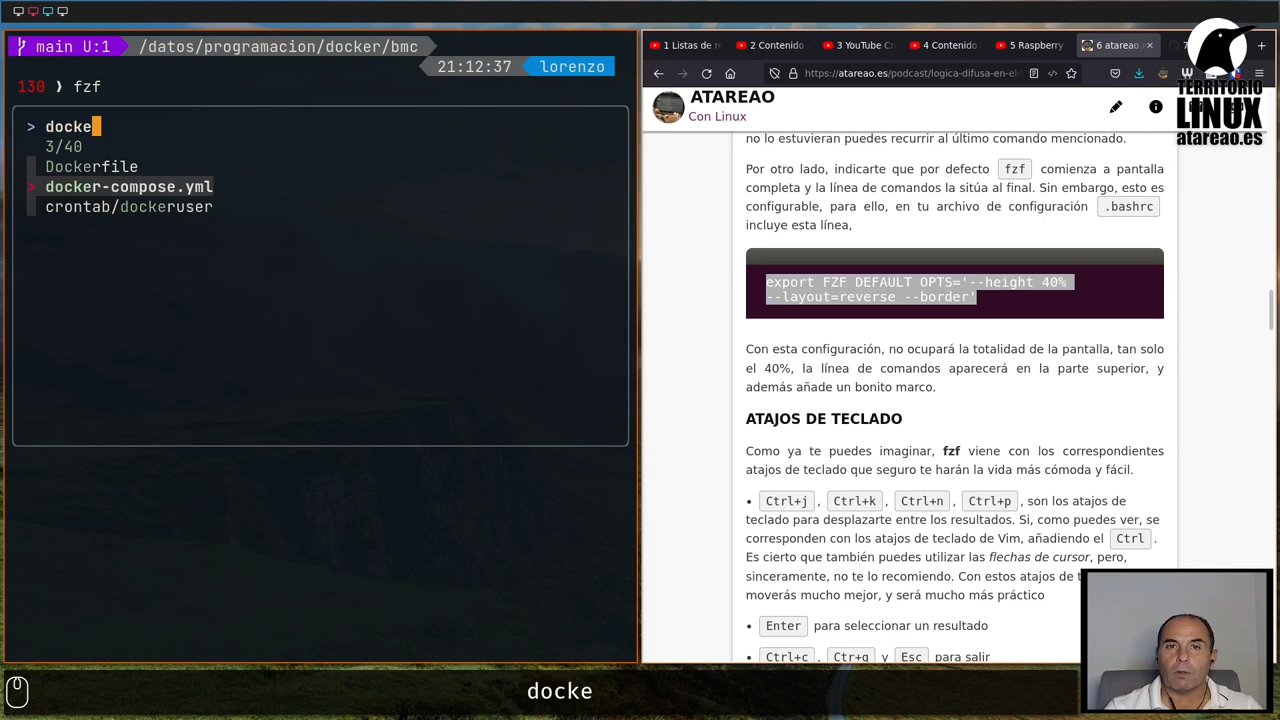 main U:1
/datos/programacion/docker/bmc
21:12:37
lorenzo
130 ❯ fzf
> docke
3/40
Dockerfile
> docker-compose.yml
crontab/dockeruser
1 Listas de re
2 Contenido
3 YouTube Cr
4 Contenido
5 Raspberry
6 atareao.e
7
https://atareao.es/podcast/logica-difusa-en-el
TERRITORIO
LINUX
atareao.es
ATAREAO
Con Linux
no lo estuvieran puedes recurrir al último comando mencionado.
Por otro lado, indicarte que por defecto fzf comienza a pantalla
completa y la línea de comandos la sitúa al final. Sin embargo, esto es
configurable, para ello, en tu archivo de configuración .bashrc
incluye esta línea,
export FZF_DEFAULT_OPTS='--height 40%
--layout=reverse --border'
Con esta configuración, no ocupará la totalidad de la pantalla, tan solo
el 40%, la línea de comandos aparecerá en la parte superior, y
además añade un bonito marco.
ATAJOS DE TECLADO
Como ya te puedes imaginar, fzf viene con los correspondientes
atajos de teclado que seguro te harán la vida más cómoda y fácil.
• Ctrl+j , Ctrl+k , Ctrl+n , Ctrl+p , son los atajos de
teclado para desplazarte entre los resultados. Si, como puedes ver, se
corresponden con los atajos de teclado de Vim, añadiendo el Ctrl .
Es cierto que también puedes utilizar las flechas de cursor, pero,
sinceramente, no te lo recomiendo. Con estos atajos de
moverás mucho mejor, y será mucho más práctico
• Enter para seleccionar un resultado
• Ctrl+c , Ctr+g y Esc para salir
docke